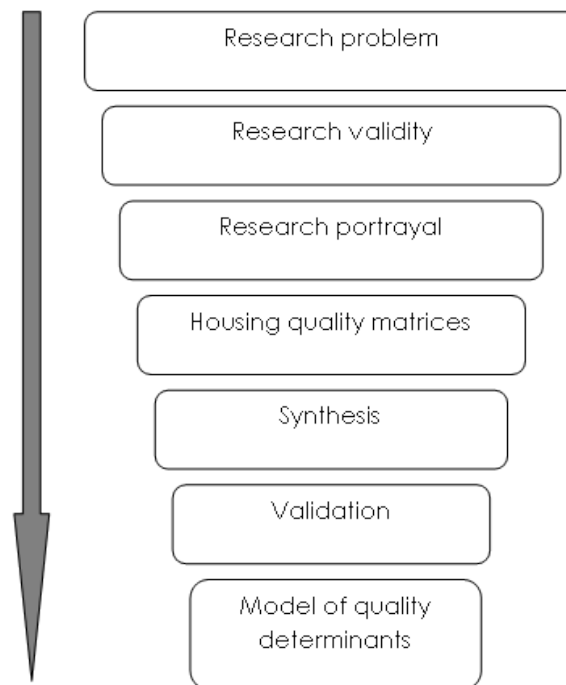 Research problem
Research validity
Research portrayal
Housing quality matrices
Synthesis
Validation
Model of quality
determinants